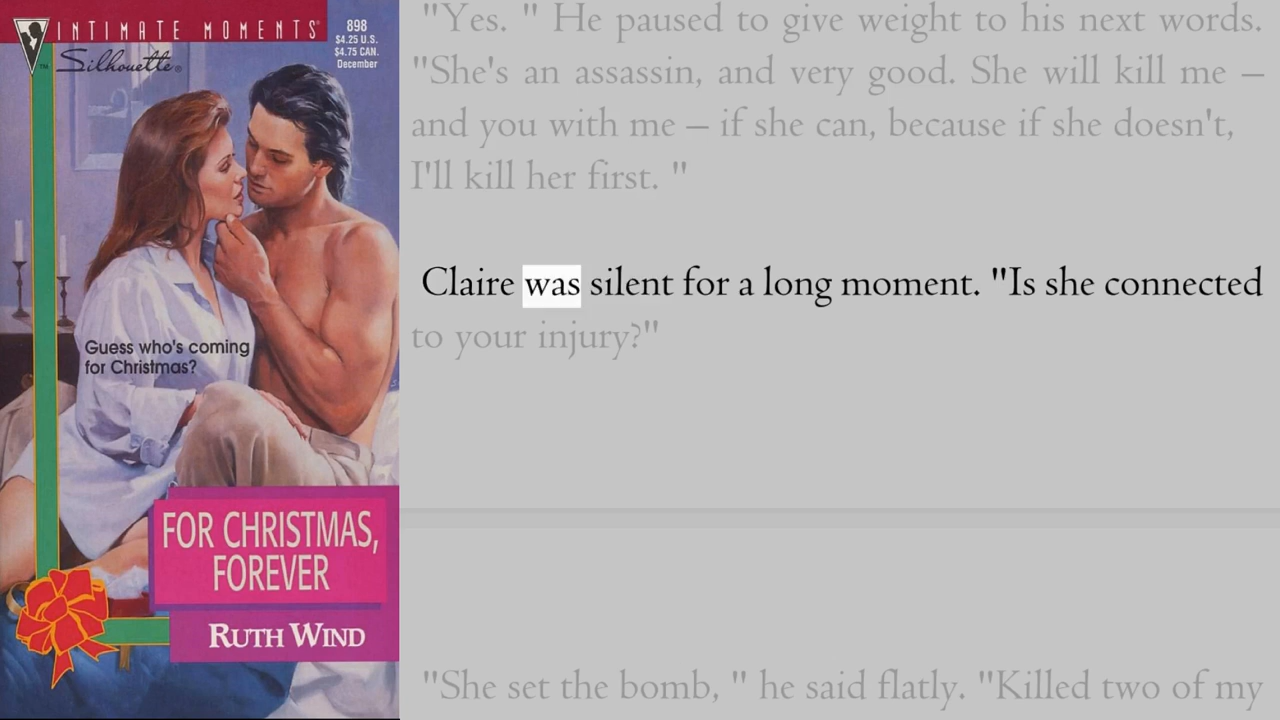 INTIMATE MOMENTS®
898
$4.25 U.S.
$4.75 CAN.
December
™
Silhouette®
Guess who's coming
for Christmas?
FOR CHRISTMAS,
FOREVER
RUTH WIND
"Yes. " He paused to give weight to his next words.
"She's an assassin, and very good. She will kill me –
and you with me – if she can, because if she doesn't,
I'll kill her first. "
Claire was silent for a long moment. "Is she connected
to your injury?"
"She set the bomb, " he said flatly. "Killed two of my